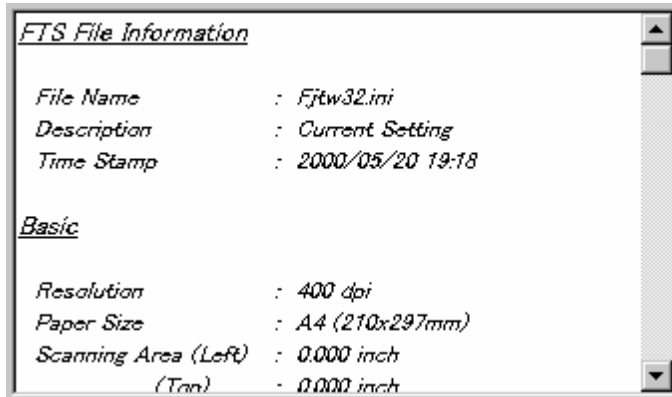 FTS File Information
File Name : Fjtw32.ini
Description : Current Setting
Time Stamp : 2000/05/20 19:18
Basic
Resolution : 400 dpi
Paper Size : A4 (210x297mm)
Scanning Area (Left) : 0.000 inch
(Top) : 0.000 inch